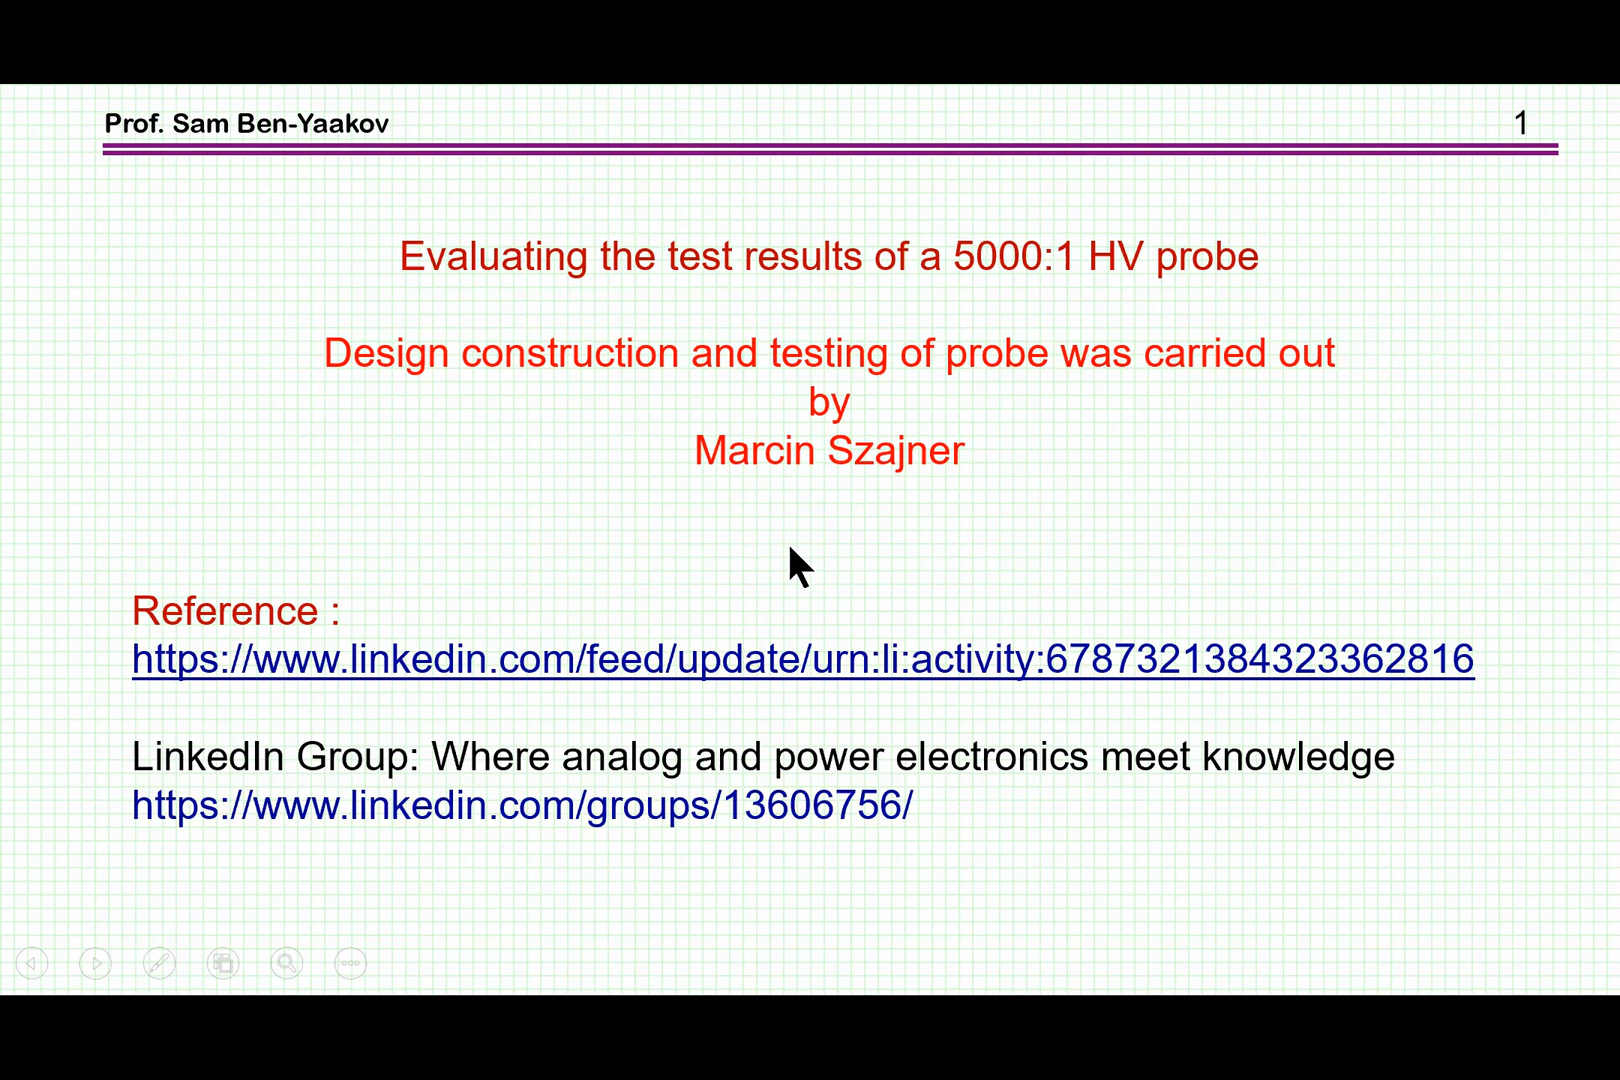 Prof. Sam Ben-Yaakov
1
Evaluating the test results of a 5000:1 HV probe
Design construction and testing of probe was carried out
by
Marcin Szajner
Reference :
https://www.linkedin.com/feed/update/urn:li:activity:6787321384323362816
LinkedIn Group: Where analog and power electronics meet knowledge
https://www.linkedin.com/groups/13606756/